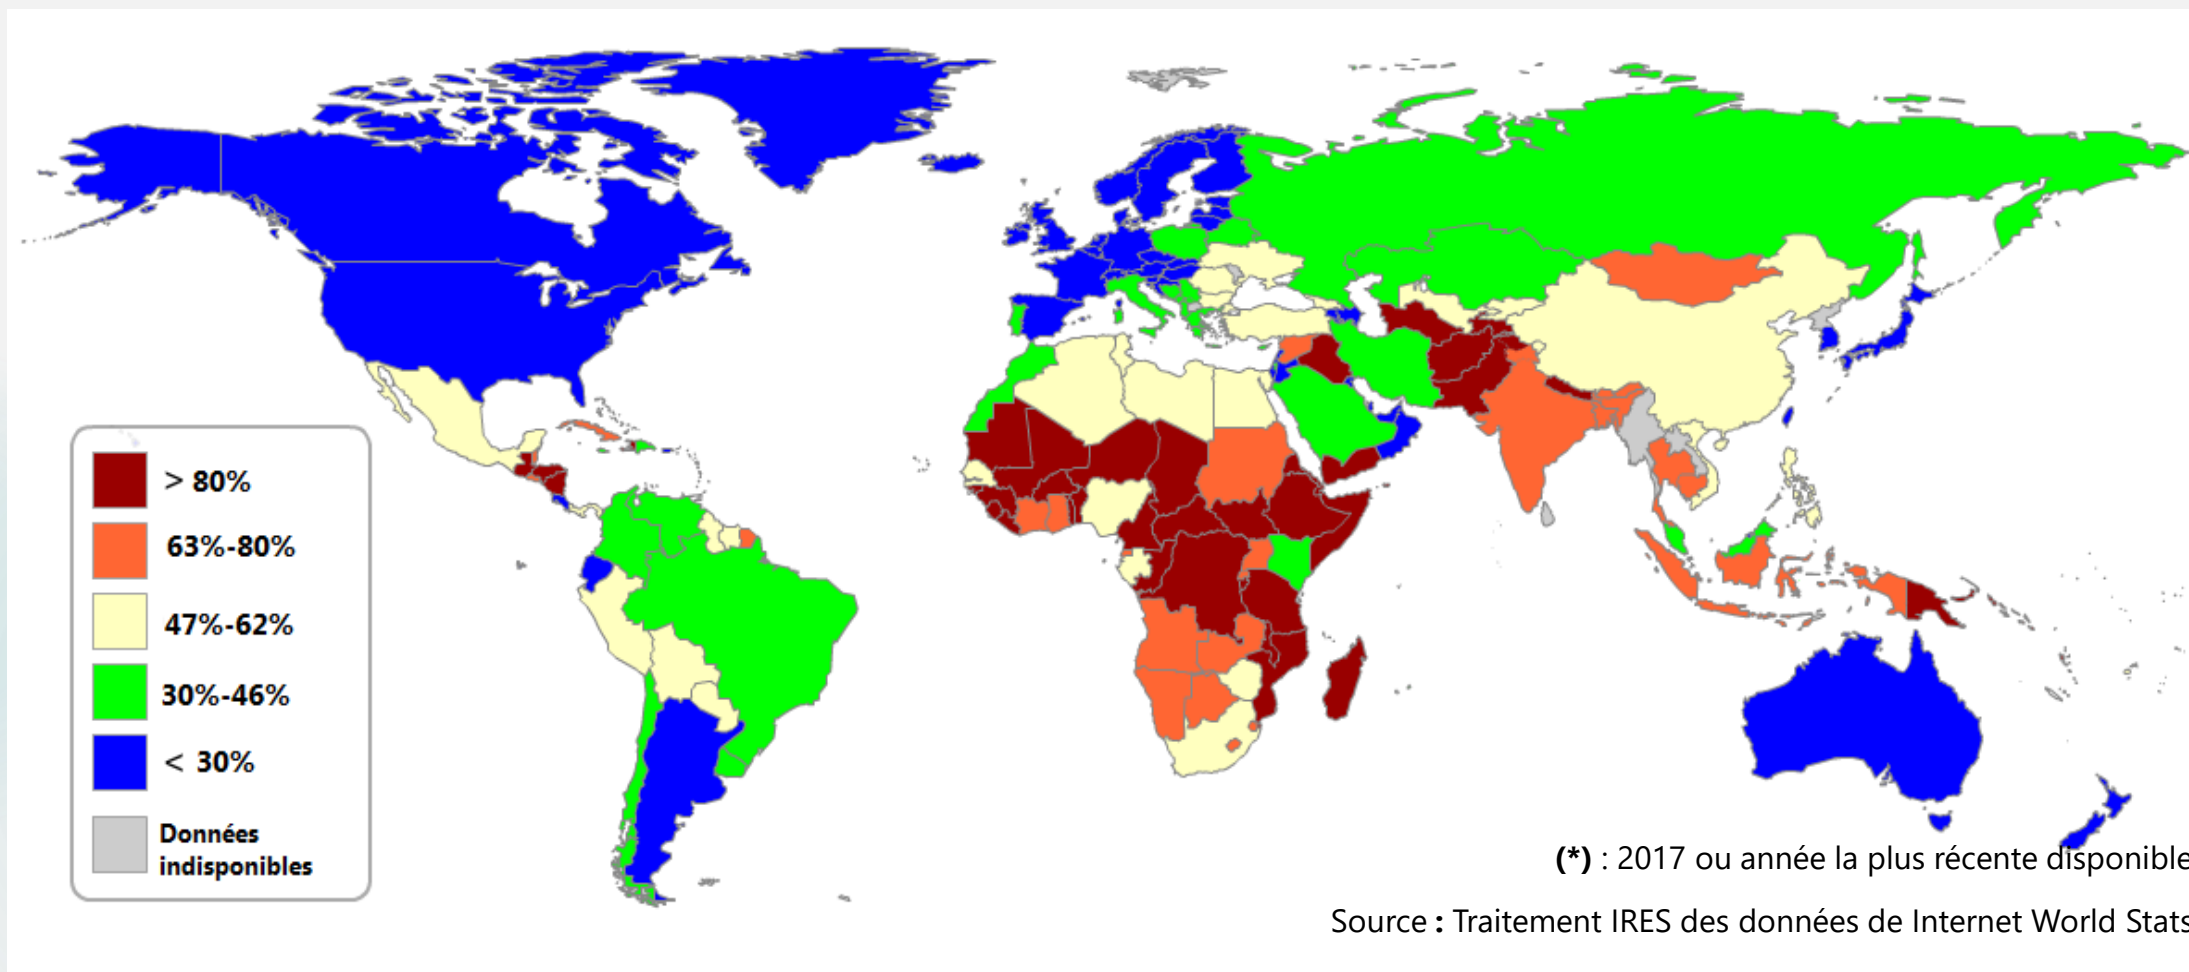 > 80%
63%-80%
47%-62%
30%-46%
< 30%
Données
indisponibles
(*) : 2017 ou année la plus récente disponible
Source : Traitement IRES des données de Internet World Stats